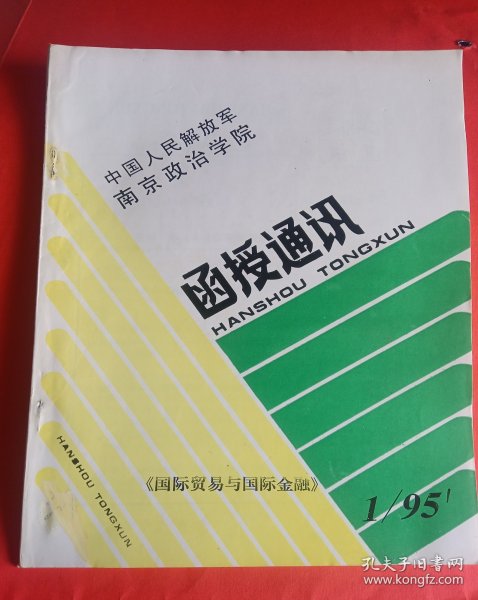 中国人民解放军
南京政治学院
函授通讯
HANSHOU TONGXUN
HANSHOU TONGXUN
《国际贸易与国际金融》
1/95'
孔夫子旧书网
www.kongfz.com